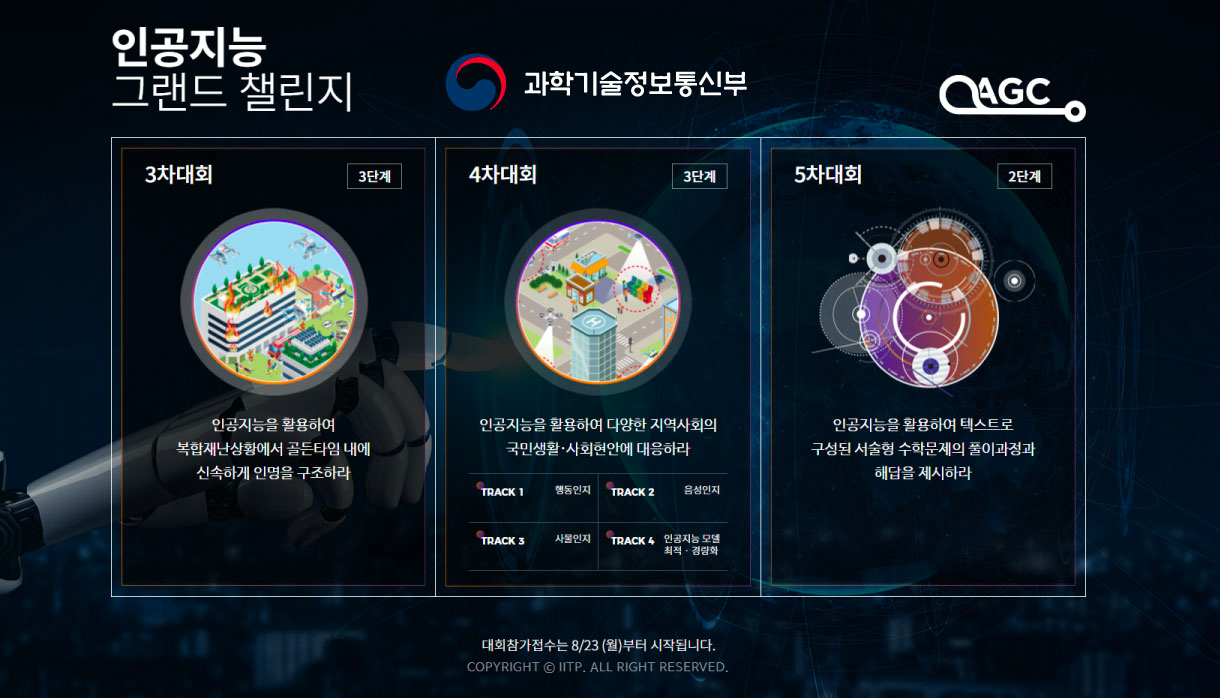 인공지능
그랜드 챌린지
과학기술정보통신부
AGC
3차대회
3단계
인공지능을 활용하여
복합재난상황에서 골든타임 내에
신속하게 인명을 구조하라
4차대회
3단계
인공지능을 활용하여 다양한 지역사회의
국민생활·사회현안에 대응하라
TRACK 1 행동인지
TRACK 2 음성인지
TRACK 3 사물인지
TRACK 4 인공지능 모델
최적·경량화
5차대회
2단계
인공지능을 활용하여 텍스트로
구성된 서술형 수학문제의 풀이과정과
해답을 제시하라
대회참가접수는 8/23 (월)부터 시작됩니다.
COPYRIGHT © IITP. ALL RIGHT RESERVED.